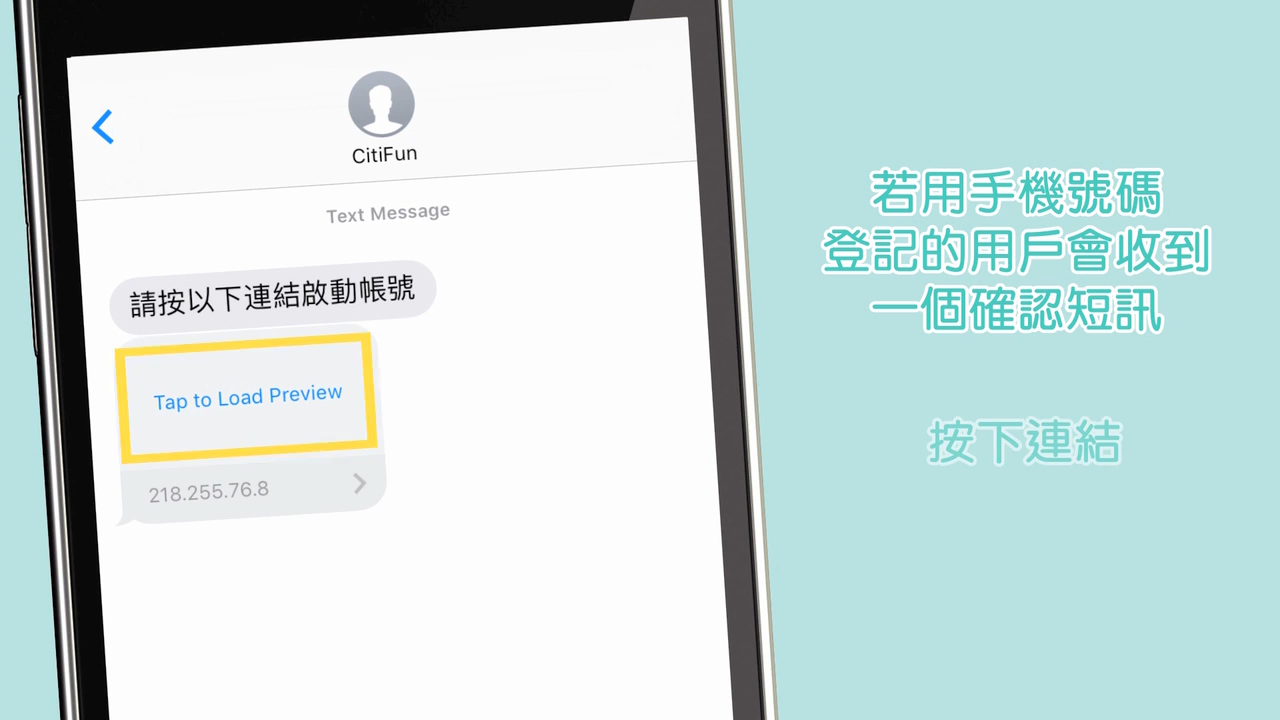 CitiFun
Text Message
請按以下連結啟動帳號
Tap to Load Preview
218.255.76.8
若用手機號碼
登記的用戶會收到
一個確認短訊
按下連結